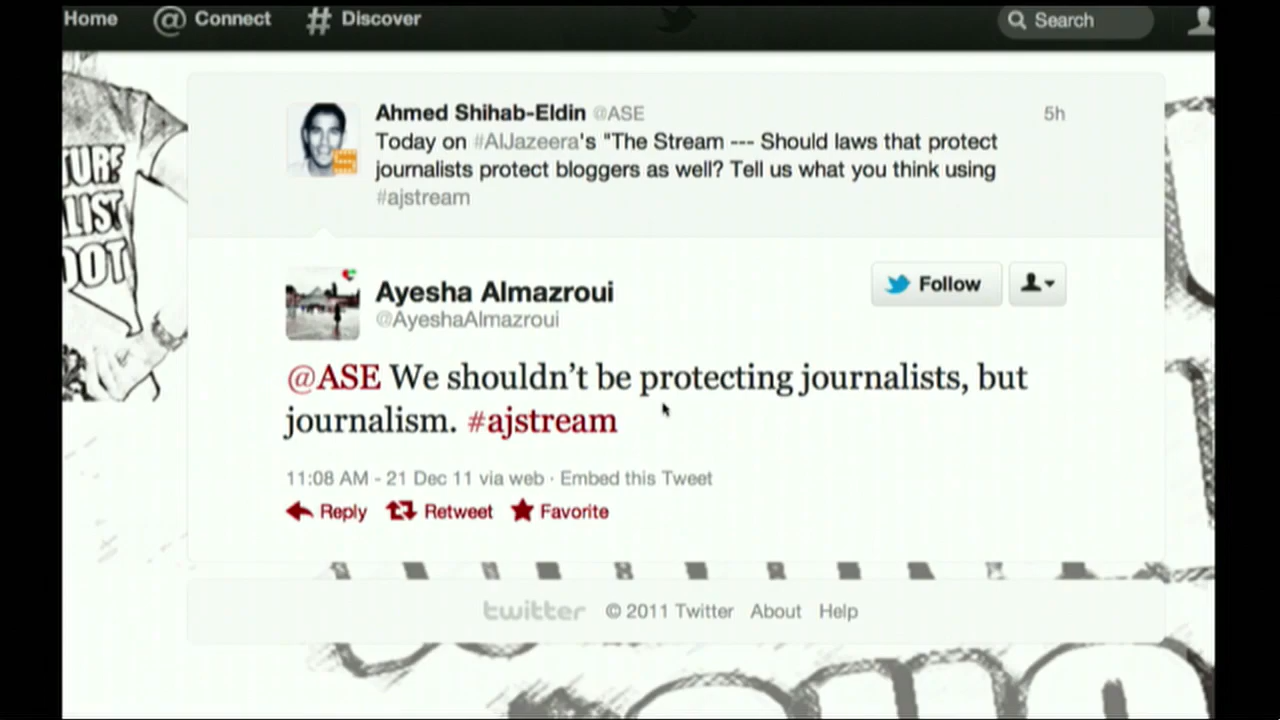 Home @ Connect # Discover Search
Ahmed Shihab-Eldin @ASE 5h
Today on #AlJazeera's "The Stream --- Should laws that protect
journalists protect bloggers as well? Tell us what you think using
#ajstream
Ayesha Almazroui
@AyeshaAlmazroui
Follow
@ASE We shouldn't be protecting journalists, but
journalism. #ajstream
11:08 AM - 21 Dec 11 via web · Embed this Tweet
Reply Retweet Favorite
twitter © 2011 Twitter About Help